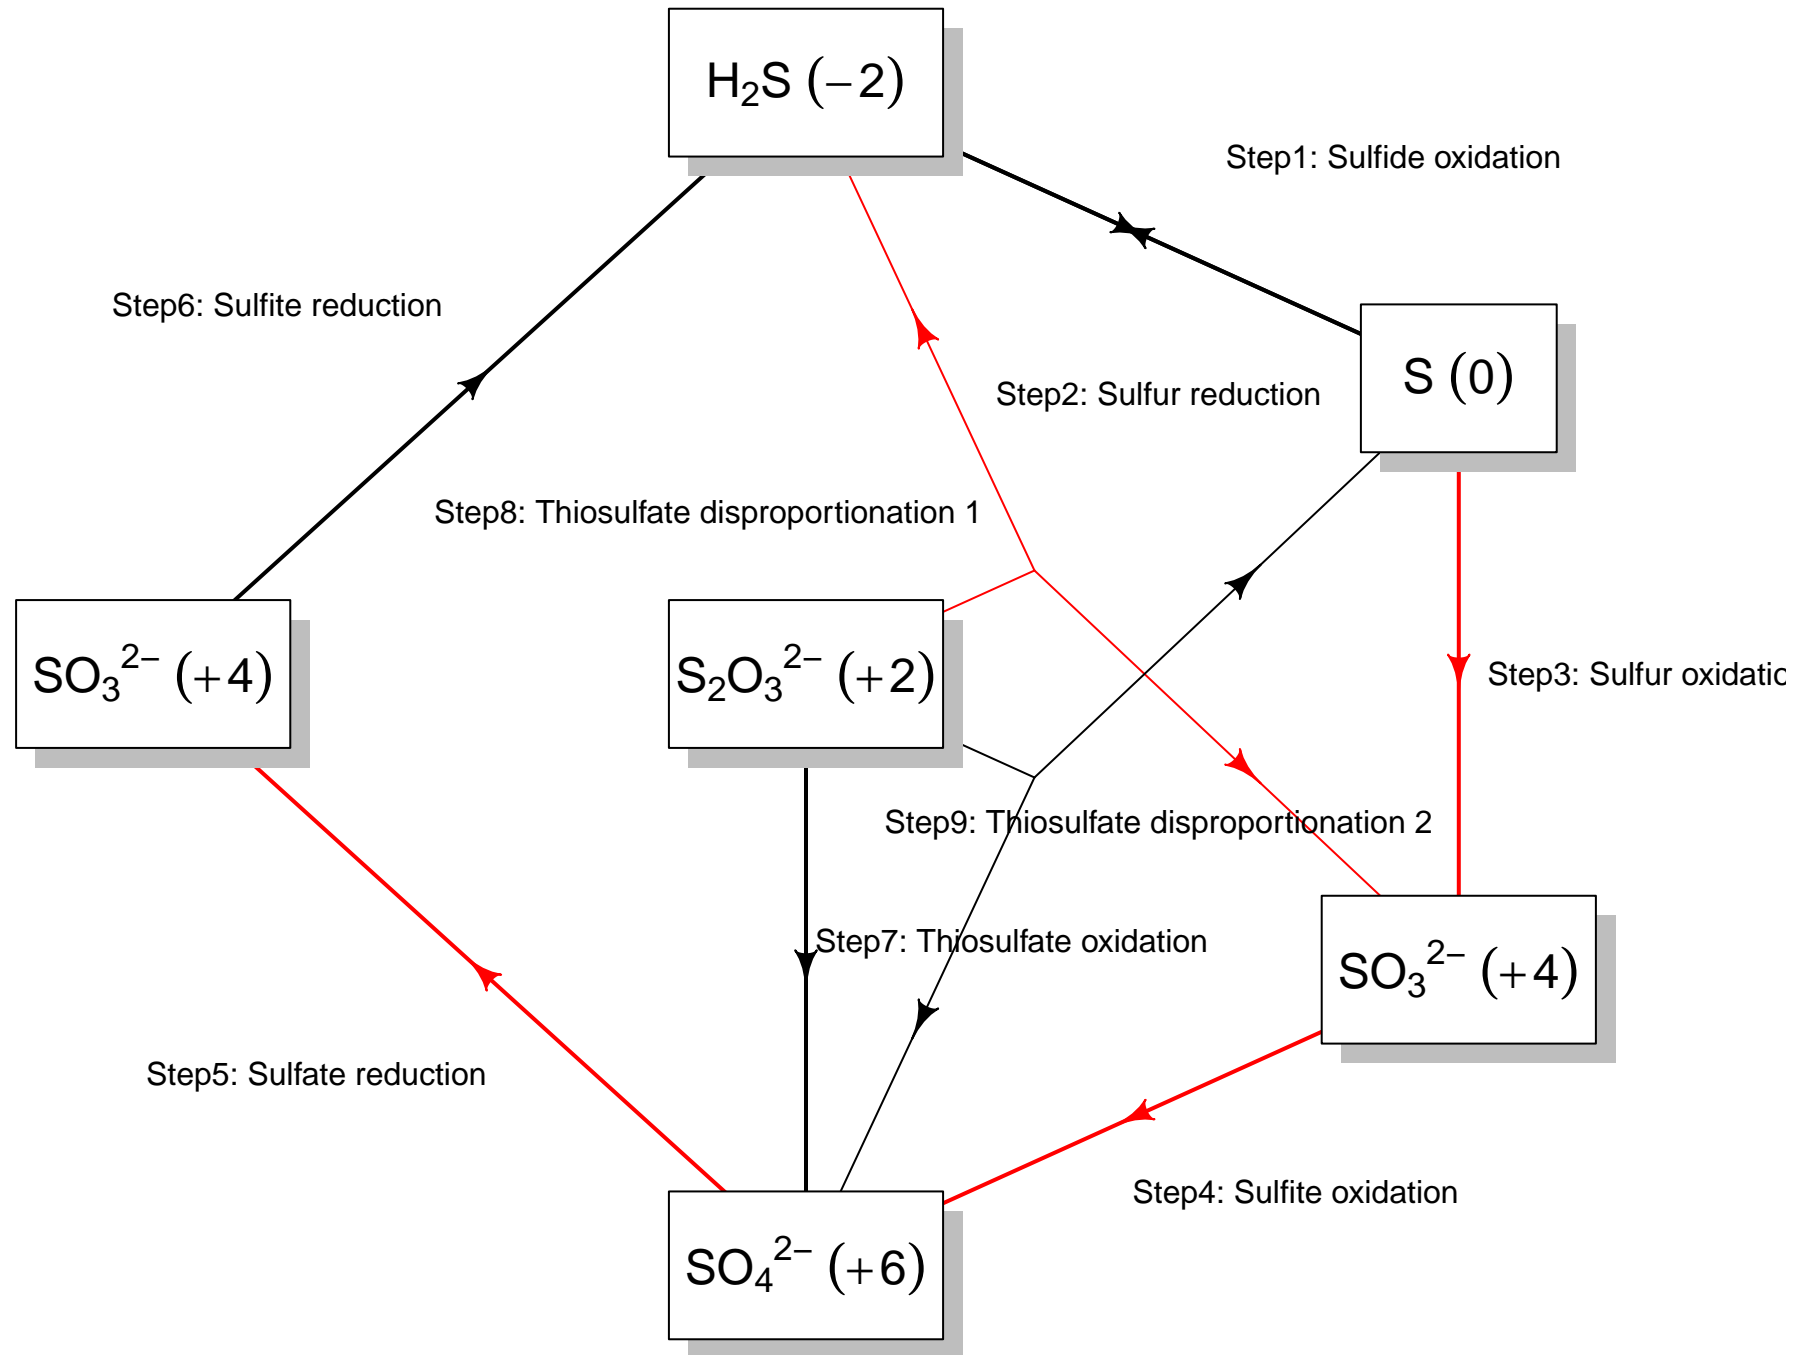 H₂S (−2)
Step1: Sulfide oxidation
Step6: Sulfite reduction
S (0)
Step2: Sulfur reduction
Step8: Thiosulfate disproportionation 1
SO₃²⁻ (+4)
S₂O₃²⁻ (+2)
Step3: Sulfur oxidatic
Step9: Thiosulfate disproportionation 2
Step7: Thiosulfate oxidation
SO₃²⁻ (+4)
Step5: Sulfate reduction
Step4: Sulfite oxidation
SO₄²⁻ (+6)